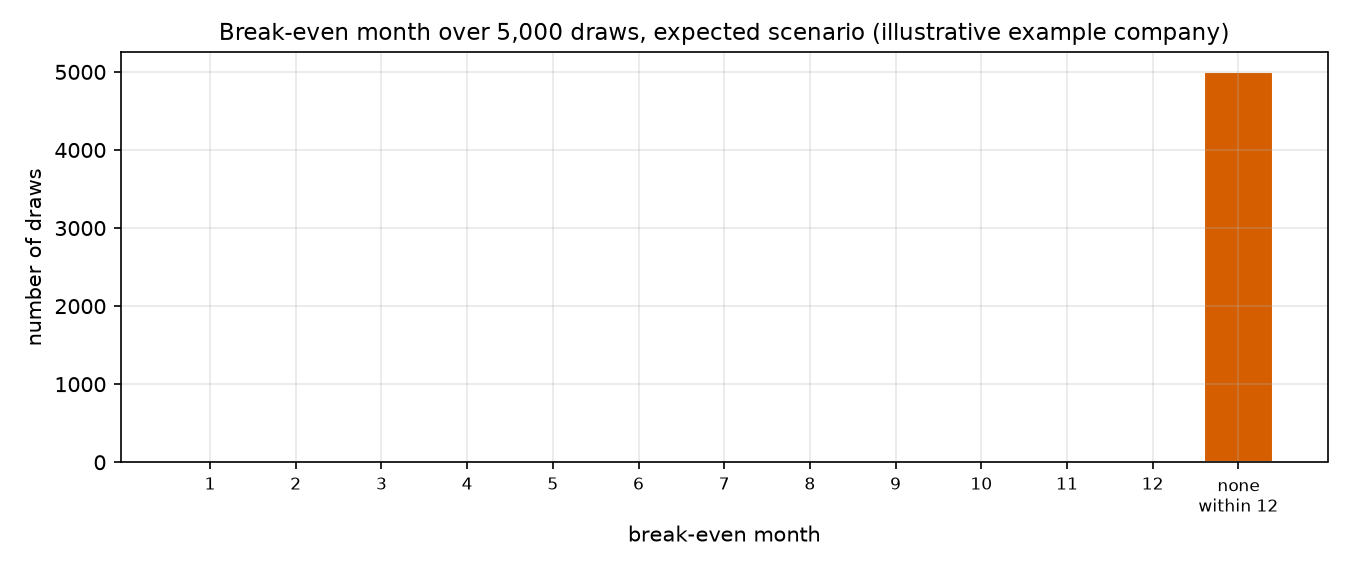 Break-even month over 5,000 draws, expected scenario (illustrative example company)
number of draws
5000
4000
3000
2000
1000
0
1 2 3 4 5 6 7 8 9 10 11 12 none
within 12
break-even month